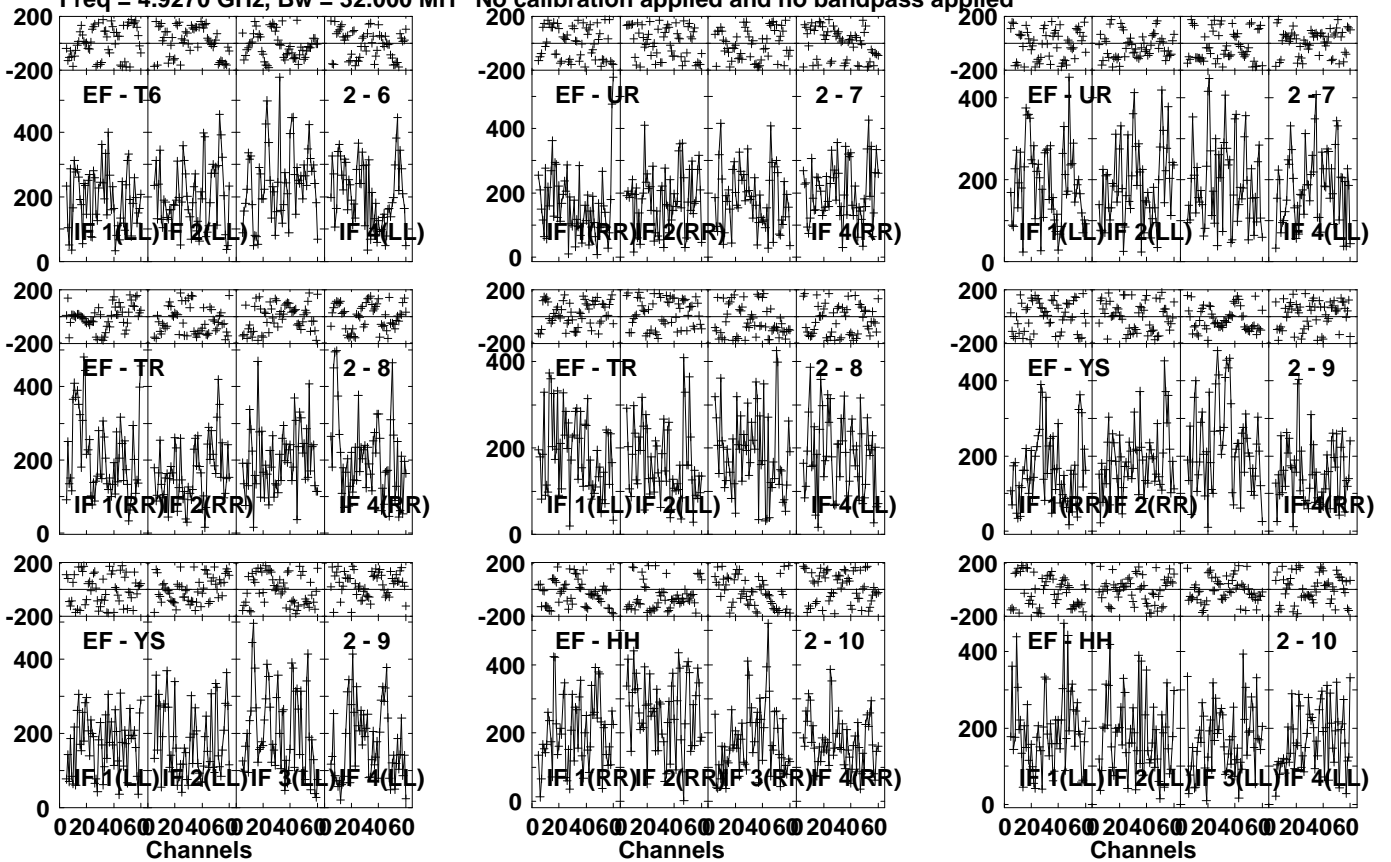 Freq = 4.9270 GHz, Bw = 32.000 MH No calibration applied and no bandpass applied
200
-200
EF - T6 2 - 6
400
200
0
IF 1(LL) IF 2(LL) IF 4(LL)
200
-200
EF - UR 2 - 7
400
200
0
IF 1(RR) IF 2(RR) IF 4(RR)
200
-200
EF - UR 2 - 7
400
200
0
IF 1(LL) IF 2(LL) IF 4(LL)
200
-200
EF - TR 2 - 8
400
200
0
IF 1(RR) IF 2(RR) IF 4(RR)
200
-200
EF - TR 2 - 8
400
200
0
IF 1(LL) IF 2(LL) IF 4(LL)
200
-200
EF - YS 2 - 9
400
200
0
IF 1(RR) IF 2(RR) IF 4(RR)
200
-200
EF - YS 2 - 9
400
200
0
IF 1(LL) IF 2(LL) IF 3(LL) IF 4(LL)
0 20 40 60 0 20 40 60 0 20 40 60 0 20 40 60
Channels
200
-200
EF - HH 2 - 10
400
200
0
IF 1(RR) IF 2(RR) IF 3(RR) IF 4(RR)
0 20 40 60 0 20 40 60 0 20 40 60 0 20 40 60
Channels
200
-200
EF - HH 2 - 10
400
200
0
IF 1(LL) IF 2(LL) IF 3(LL) IF 4(LL)
0 20 40 60 0 20 40 60 0 20 40 60 0 20 40 60
Channels